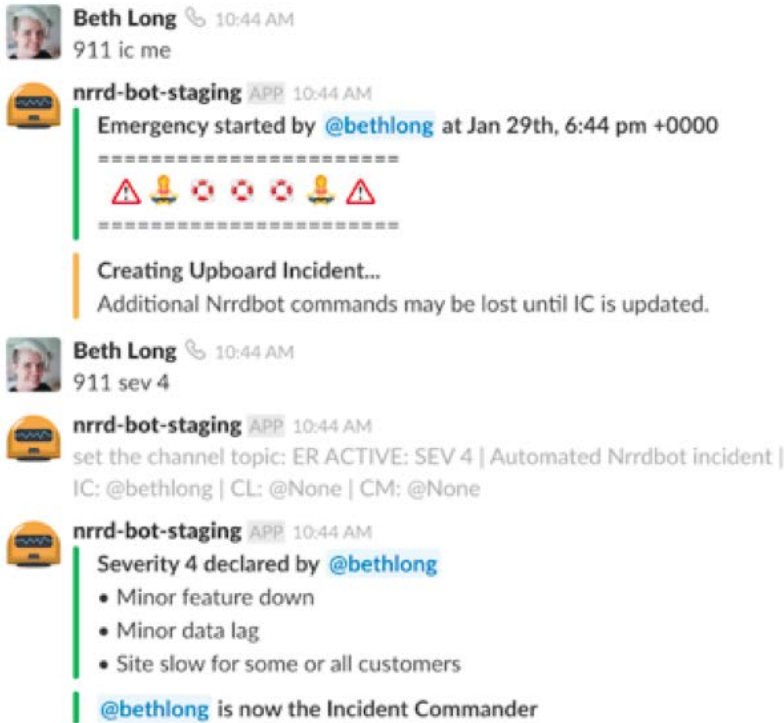 Beth Long 10:44 AM
911 ic me
nrrd-bot-staging APP 10:44 AM
Emergency started by @bethlong at Jan 29th, 6:44 pm +0000
=======================
=======================
Creating Upboard Incident...
Additional Nrrdbot commands may be lost until IC is updated.
Beth Long 10:44 AM
911 sev 4
nrrd-bot-staging APP 10:44 AM
set the channel topic: ER ACTIVE: SEV 4 | Automated Nrrdbot incident |
IC: @bethlong | CL: @None | CM: @None
nrrd-bot-staging APP 10:44 AM
Severity 4 declared by @bethlong
• Minor feature down
• Minor data lag
• Site slow for some or all customers
@bethlong is now the Incident Commander